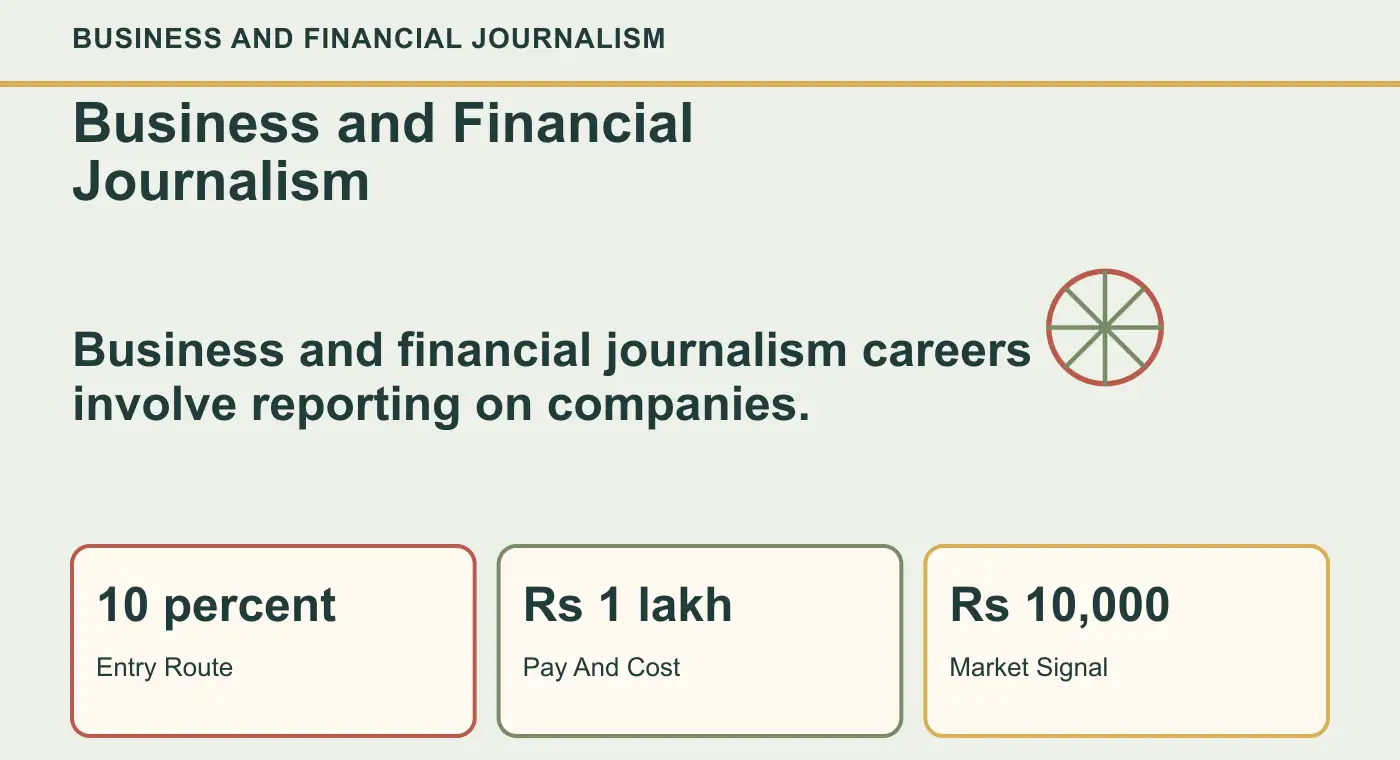 BUSINESS AND FINANCIAL JOURNALISM
Business and Financial
Journalism
Business and financial journalism careers
involve reporting on companies.
10 percent
Entry Route
Rs 1 lakh
Pay And Cost
Rs 10,000
Market Signal